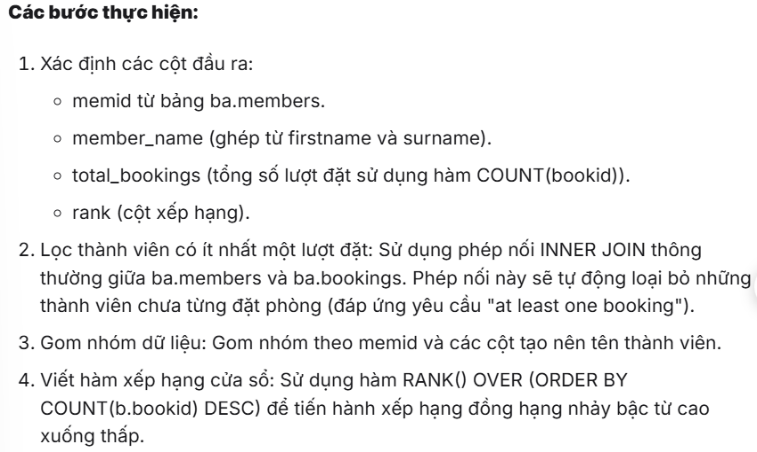 Các bước thực hiện:
1. Xác định các cột đầu ra:
○ memid từ bảng ba.members.
○ member_name (ghép từ firstname và surname).
○ total_bookings (tổng số lượt đặt sử dụng hàm COUNT(bookid)).
○ rank (cột xếp hạng).
2. Lọc thành viên có ít nhất một lượt đặt: Sử dụng phép nối INNER JOIN thông
thường giữa ba.members và ba.bookings. Phép nối này sẽ tự động loại bỏ những
thành viên chưa từng đặt phòng (đáp ứng yêu cầu "at least one booking").
3. Gom nhóm dữ liệu: Gom nhóm theo memid và các cột tạo nên tên thành viên.
4. Viết hàm xếp hạng cửa sổ: Sử dụng hàm RANK() OVER (ORDER BY
COUNT(b.bookid) DESC) để tiến hành xếp hạng đồng hạng nhảy bậc từ cao
xuống thấp.